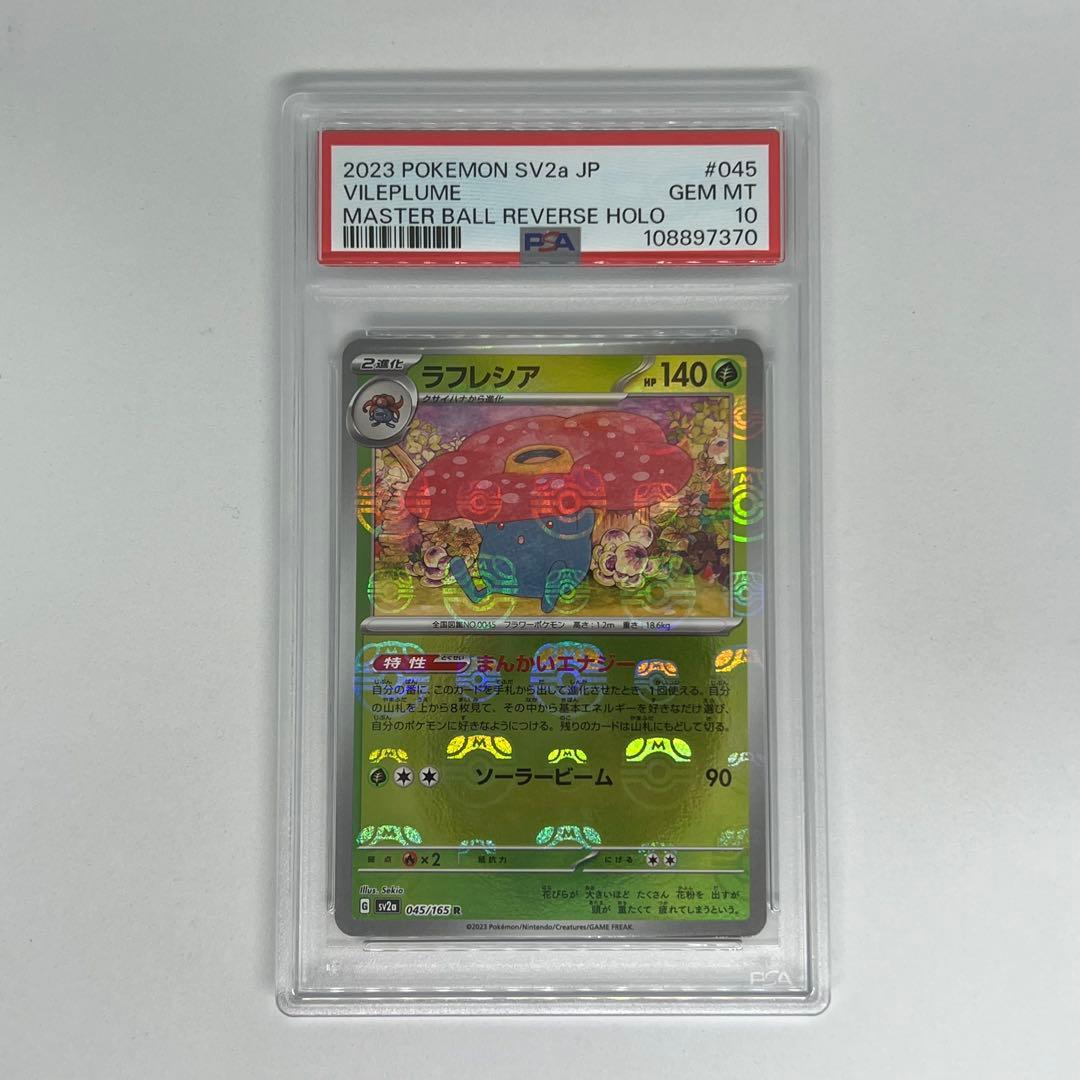 2023 POKEMON SV2a JP #045
VILEPLUME GEM MT
MASTER BALL REVERSE HOLO 10
PSA 108897370
2進化 ラフレシア HP 140
クサイハナから進化
全国図鑑NO.0045 フラワーポケモン 高さ:1.2m 重さ:18.6kg
特性 まんかいエナジー
自分の番に、このカードを手札から出して進化させたとき、1回使える。自分
の山札を上から8枚見て、その中から基本エネルギーを好きなだけ選び、
自分のポケモンに好きなようにつける。残りのカードは山札にもどして切る。
ソーラービーム 90
弱点 ×2 抵抗力 にげる
Illus. Sekio
花びらが 大きいほど たくさん 花粉を 出すが
G sv2a 045/165 R
頭が 重たくて 疲れてしまうという。
©2023 Pokémon/Nintendo/Creatures/GAME FREAK.
PSA